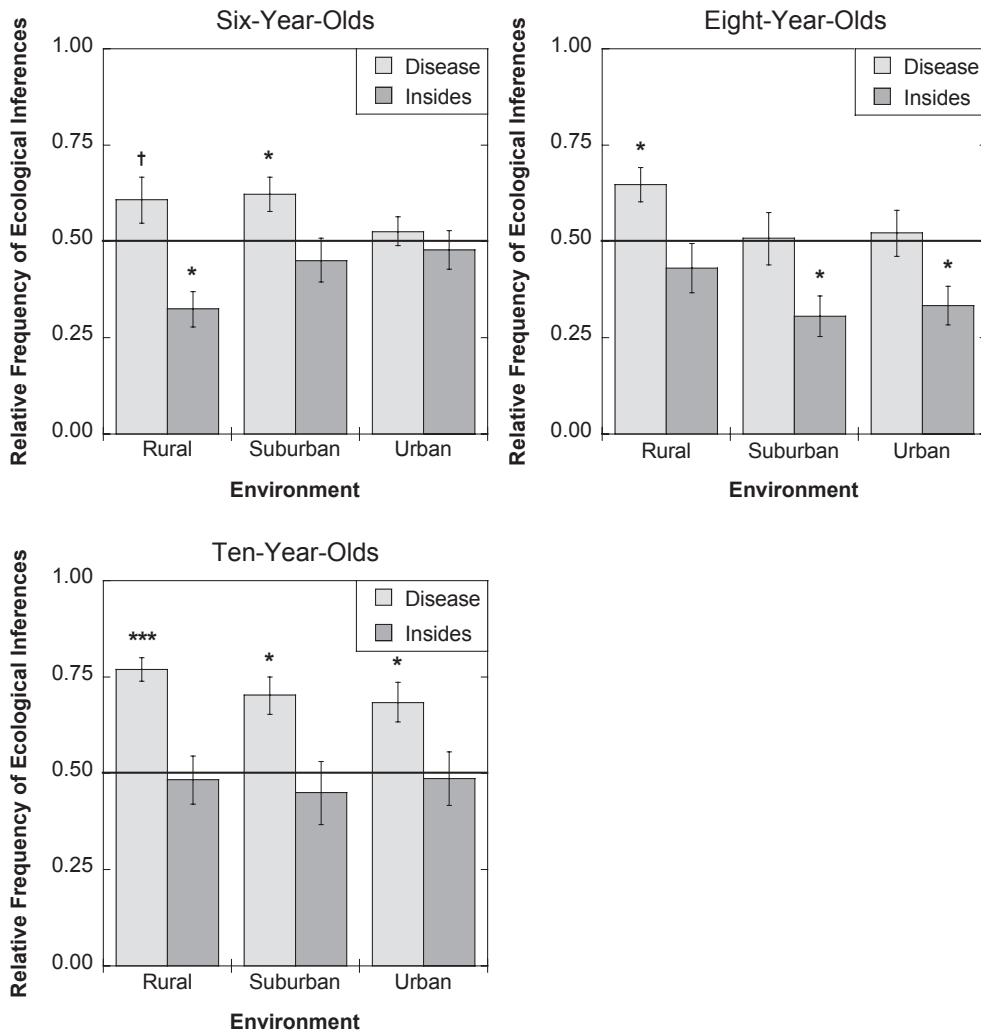 Six-Year-Olds
Relative Frequency of Ecological Inferences
1.00
0.75
0.50
0.25
0.00
Disease
Insides
†
*
*
Rural
Suburban
Urban
Environment
Eight-Year-Olds
Relative Frequency of Ecological Inferences
1.00
0.75
0.50
0.25
0.00
Disease
Insides
*
*
*
Rural
Suburban
Urban
Environment
Ten-Year-Olds
Relative Frequency of Ecological Inferences
1.00
0.75
0.50
0.25
0.00
Disease
Insides
***
*
*
Rural
Suburban
Urban
Environment